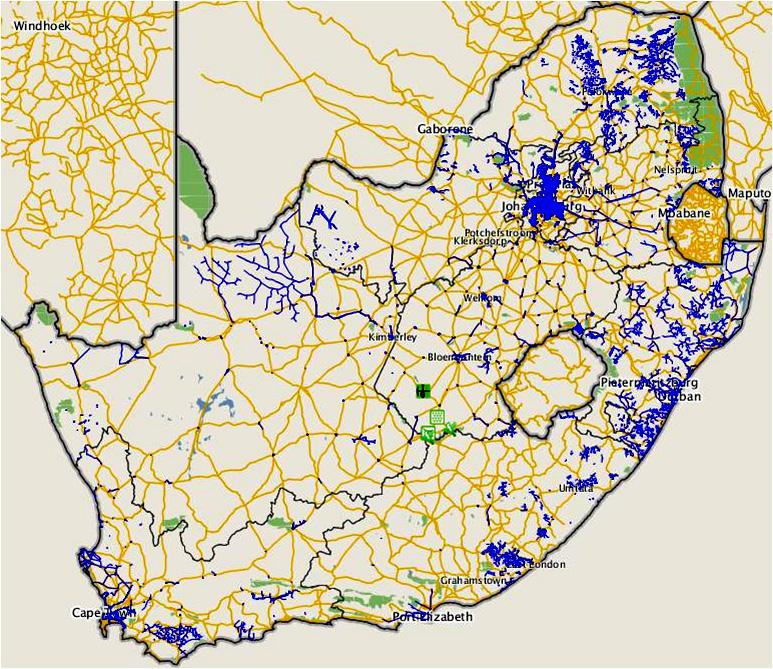 Windhoek
Gaborone
Nelspruit
Witbank
Maputo
Mbabane
Potchefstroom
Klerksdorp
Welkom
Kimberley
Bloemfontein
Pietermaritzburg
Durban
Umtata
East London
Grahamstown
Cape Town
Port Elizabeth